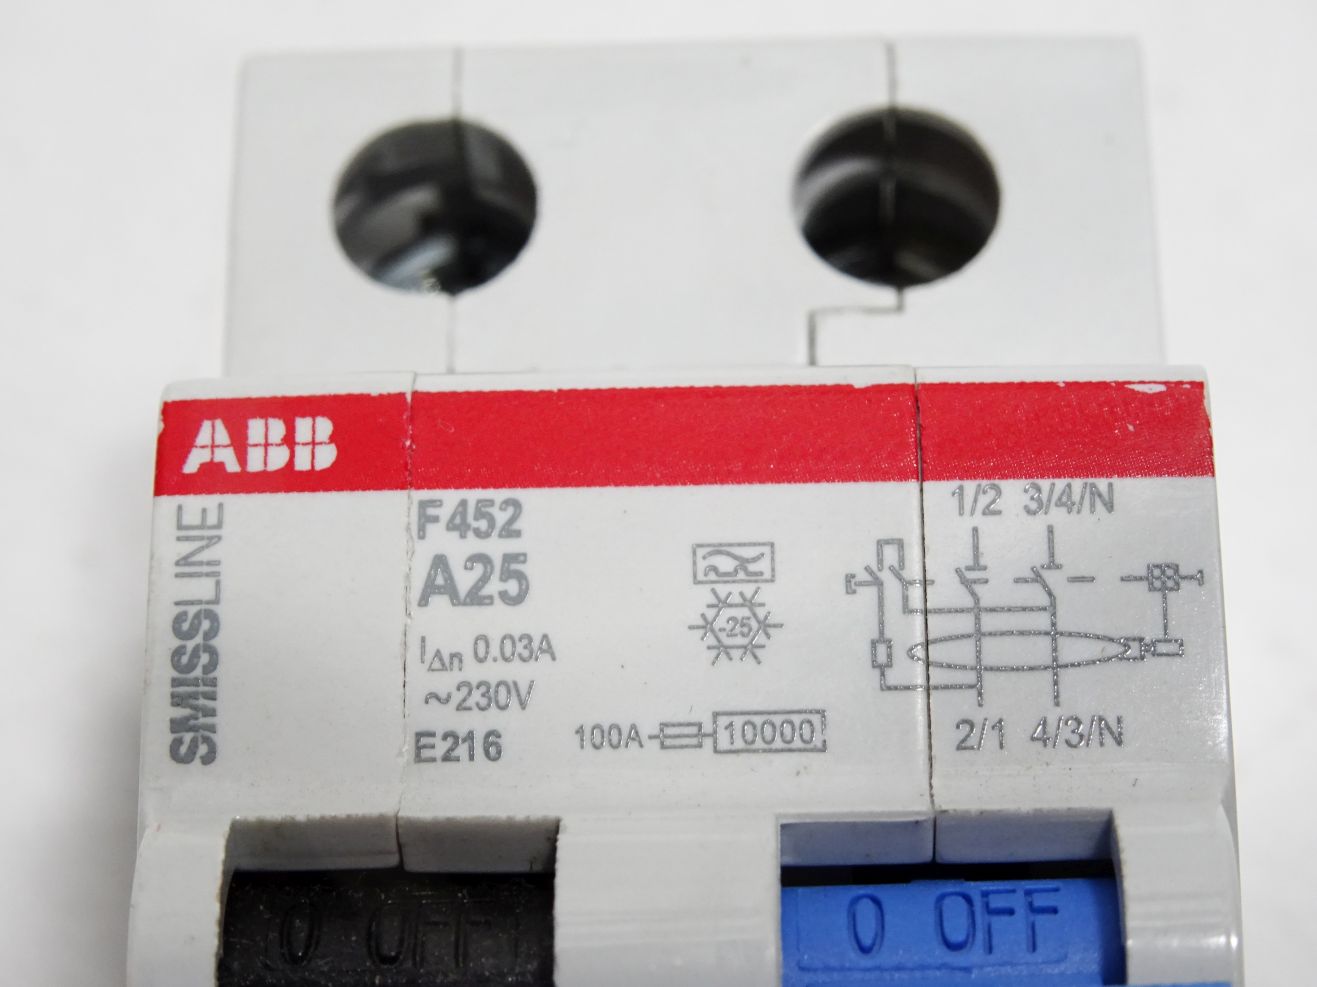 ABB
SMISSLINE
F452
A25
IΔn 0.03A
~230V
E216
-25
100A
10000
1/2 3/4/N
2/1 4/3/N
0 OFF
0 OFF